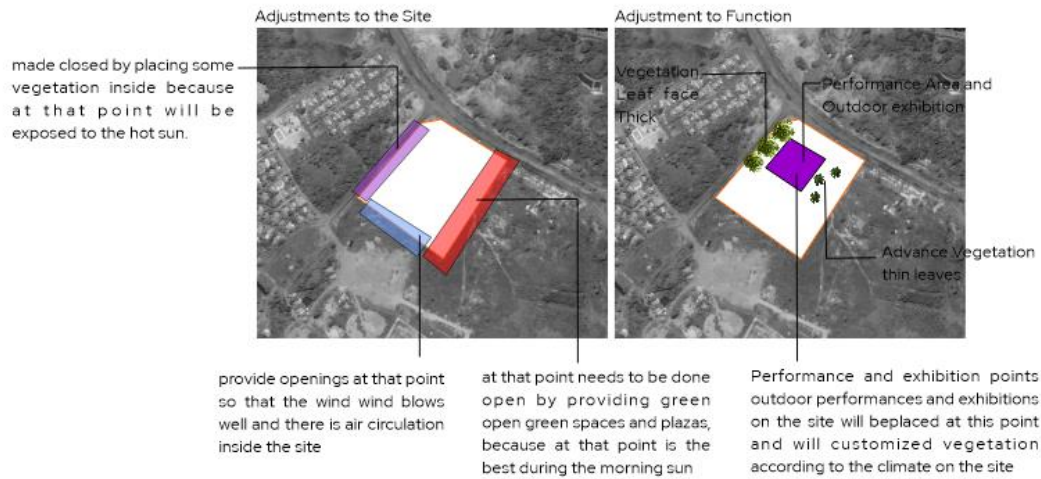 Adjustments to the Site
made closed by placing some
vegetation inside because
at that point will be
exposed to the hot sun.
provide openings at that point
so that the wind wind blows
well and there is air circulation
inside the site
at that point needs to be done
open by providing green
open green spaces and plazas,
because at that point is the
best during the morning sun
Adjustment to Function
Vegetation
Leaf face
Thick
Performance Area and
Outdoor exhibition
Advance Vegetation
thin leaves
Performance and exhibition points
outdoor performances and exhibitions
on the site will beplaced at this point
and will customized vegetation
according to the climate on the site